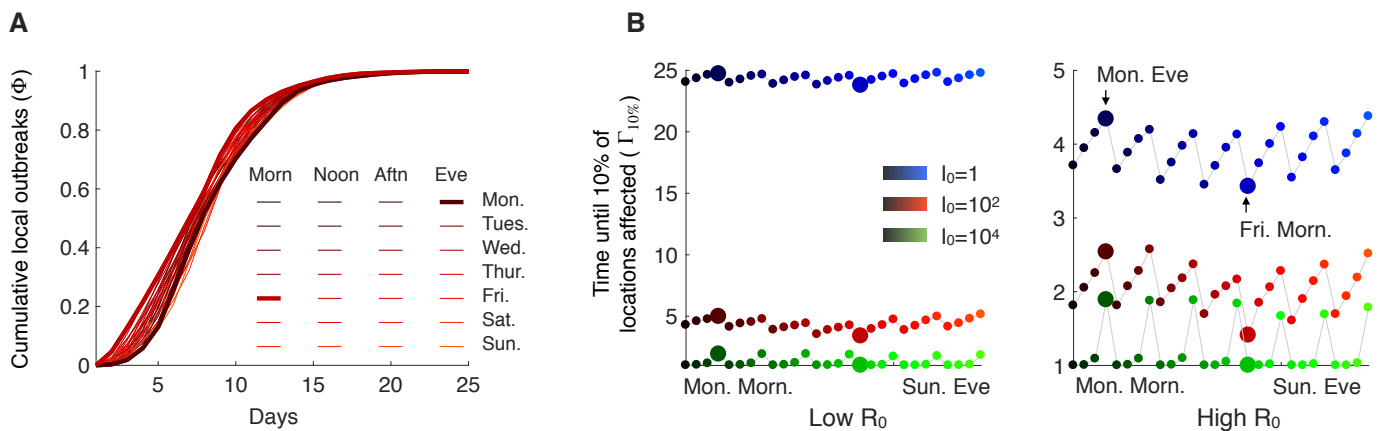 A
Cumulative local outbreaks (Φ)
1
0.8
0.6
0.4
0.2
0
5
10
15
20
25
Days
Morn Noon Aftn Eve
Mon.
Tues.
Wed.
Thur.
Fri.
Sat.
Sun.
B
Time until 10% of
locations affected ( Γ10%)
25
20
15
10
5
I0=1
I0=10²
I0=10⁴
Mon. Morn. Sun. Eve
Low R0
5
4
3
2
1
Mon. Eve
Fri. Morn.
Mon. Morn. Sun. Eve
High R0